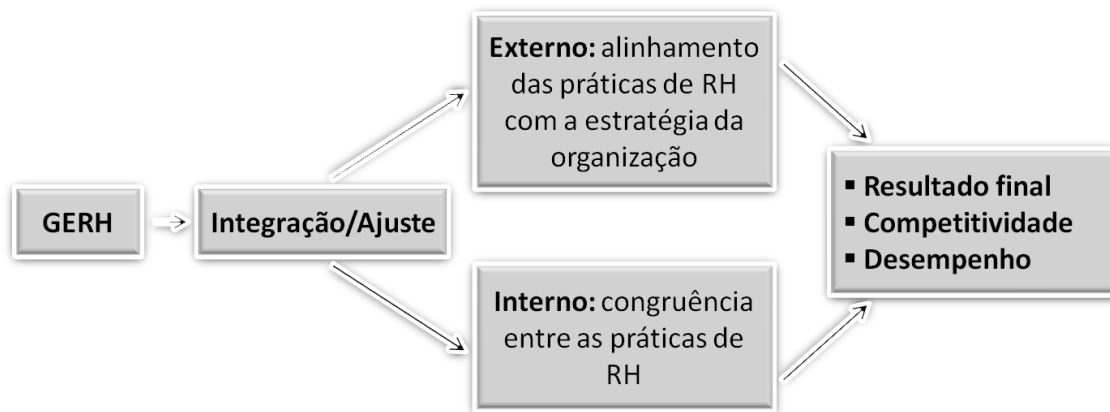 GERH
Integração/Ajuste
Externo: alinhamento
das práticas de RH
com a estratégia da
organização
Interno: congruência
entre as práticas de
RH
▪ Resultado final
▪ Competitividade
▪ Desempenho